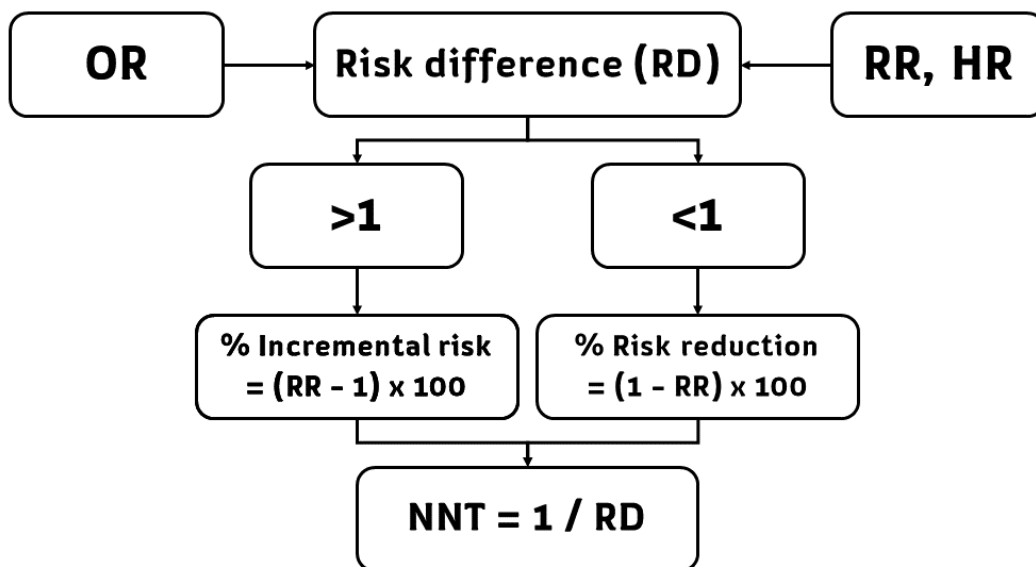 OR
Risk difference (RD)
RR, HR
>1
<1
% Incremental risk
= (RR - 1) x 100
% Risk reduction
= (1 - RR) x 100
NNT = 1 / RD